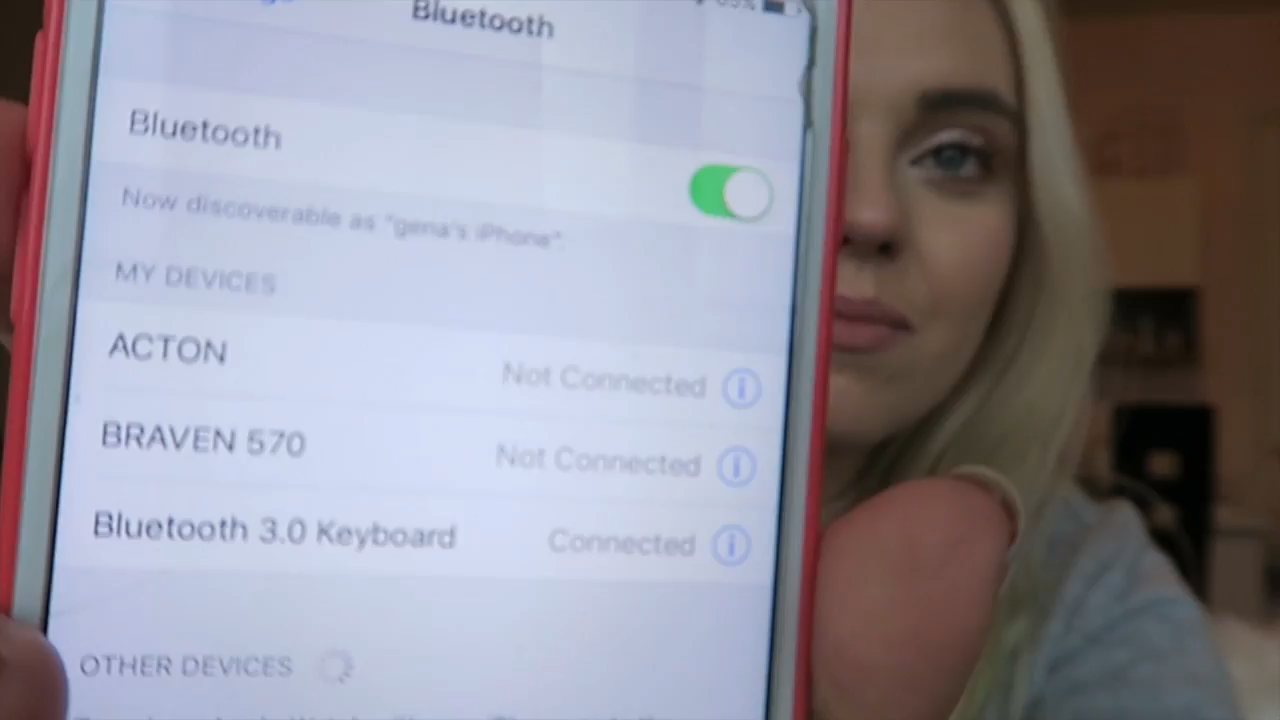 Bluetooth
Bluetooth
Now discoverable as "gena's iPhone".
MY DEVICES
ACTON
Not Connected
BRAVEN 570
Not Connected
Bluetooth 3.0 Keyboard
Connected
OTHER DEVICES